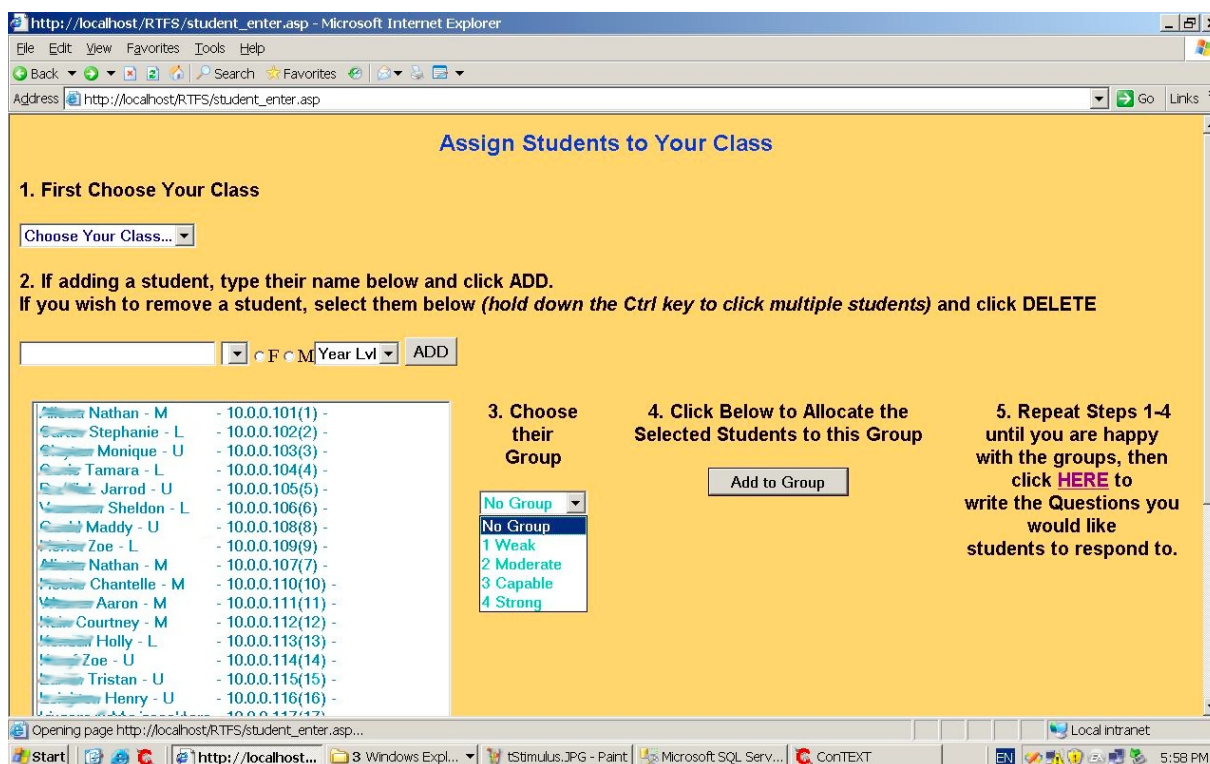 http://localhost/RTFS/student_enter.asp - Microsoft Internet Explorer
File Edit View Favorites Tools Help
Back Search Favorites
Address http://localhost/RTFS/student_enter.asp Go Links
Assign Students to Your Class
1. First Choose Your Class
Choose Your Class...
2. If adding a student, type their name below and click ADD.
If you wish to remove a student, select them below (hold down the Ctrl key to click multiple students) and click DELETE
F M Year Lvl ADD
Nathan - M - 10.0.0.101(1) -
Stephanie - L - 10.0.0.102(2) -
Monique - U - 10.0.0.103(3) -
Tamara - L - 10.0.0.104(4) -
Jarrod - U - 10.0.0.105(5) -
Sheldon - L - 10.0.0.106(6) -
Maddy - U - 10.0.0.108(8) -
Zoe - L - 10.0.0.109(9) -
Nathan - M - 10.0.0.107(7) -
Chantelle - M - 10.0.0.110(10) -
Aaron - M - 10.0.0.111(11) -
Courtney - M - 10.0.0.112(12) -
Holly - L - 10.0.0.113(13) -
Zoe - U - 10.0.0.114(14) -
Tristan - U - 10.0.0.115(15) -
Henry - U - 10.0.0.116(16) -
3. Choose
their
Group
No Group
No Group
1 Weak
2 Moderate
3 Capable
4 Strong
4. Click Below to Allocate the
Selected Students to this Group
Add to Group
5. Repeat Steps 1-4
until you are happy
with the groups, then
click HERE to
write the Questions you
would like
students to respond to.
Opening page http://localhost/RTFS/student_enter.asp... Local intranet
Start http://localhost... 3 Windows Expl... tStimulus.JPG - Paint Microsoft SQL Serv... ConTEXT EN 5:58 PM